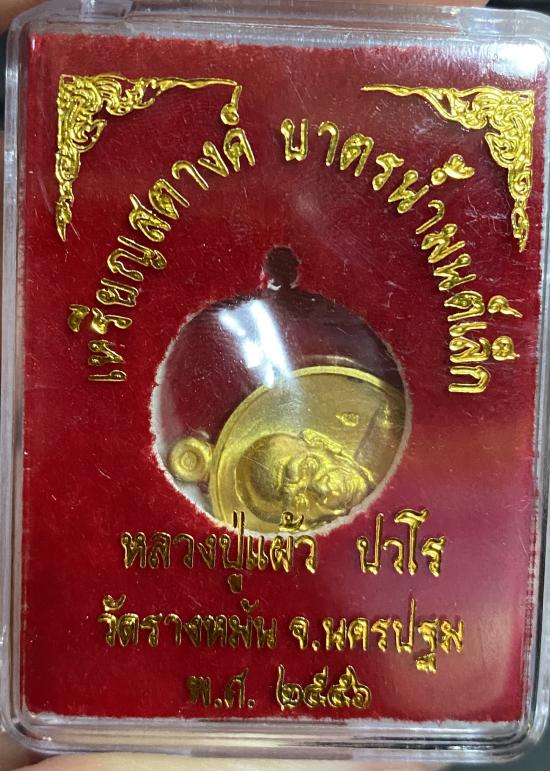 เหรียญสตางค์ บาตรน้ำมนต์เล็ก
หลวงปู่แผ้ว ปวโร
วัดรางหมัน จ.นครปฐม
พ.ศ. ๒๕๕๖